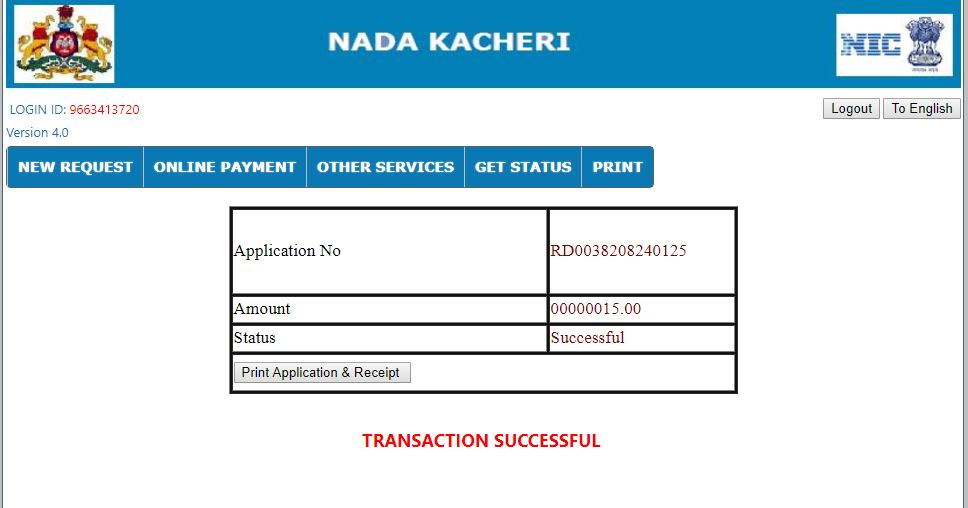 NADA KACHERI
NIC
LOGIN ID: 9663413720
Logout To English
Version 4.0
NEW REQUEST ONLINE PAYMENT OTHER SERVICES GET STATUS PRINT
Application No RD0038208240125
Amount 00000015.00
Status Successful
Print Application & Receipt
TRANSACTION SUCCESSFUL